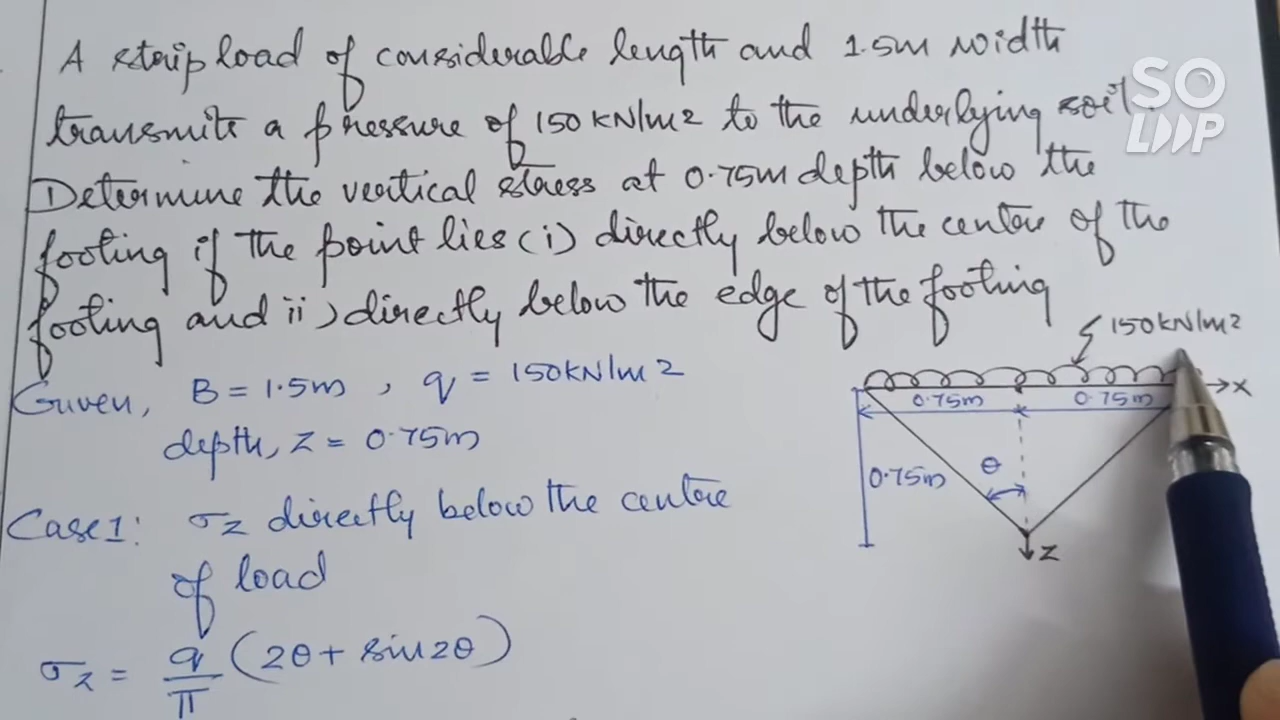 A strip load of considerable length and 1.5m width
transmits a pressure of 150 kN/m2 to the underlying soil.
Determine the vertical stress at 0.75m depth below the
footing if the point lies (i) directly below the centre of the
footing and ii) directly below the edge of the footing
Given, B = 1.5m , q = 150kN/m2
depth, z = 0.75m
Case 1: σz directly below the centre
of load
σz = q/π (2θ + sin2θ)
150kN/m2
x
0.75m
0.75m
0.75m
θ
z
SO
LOOP